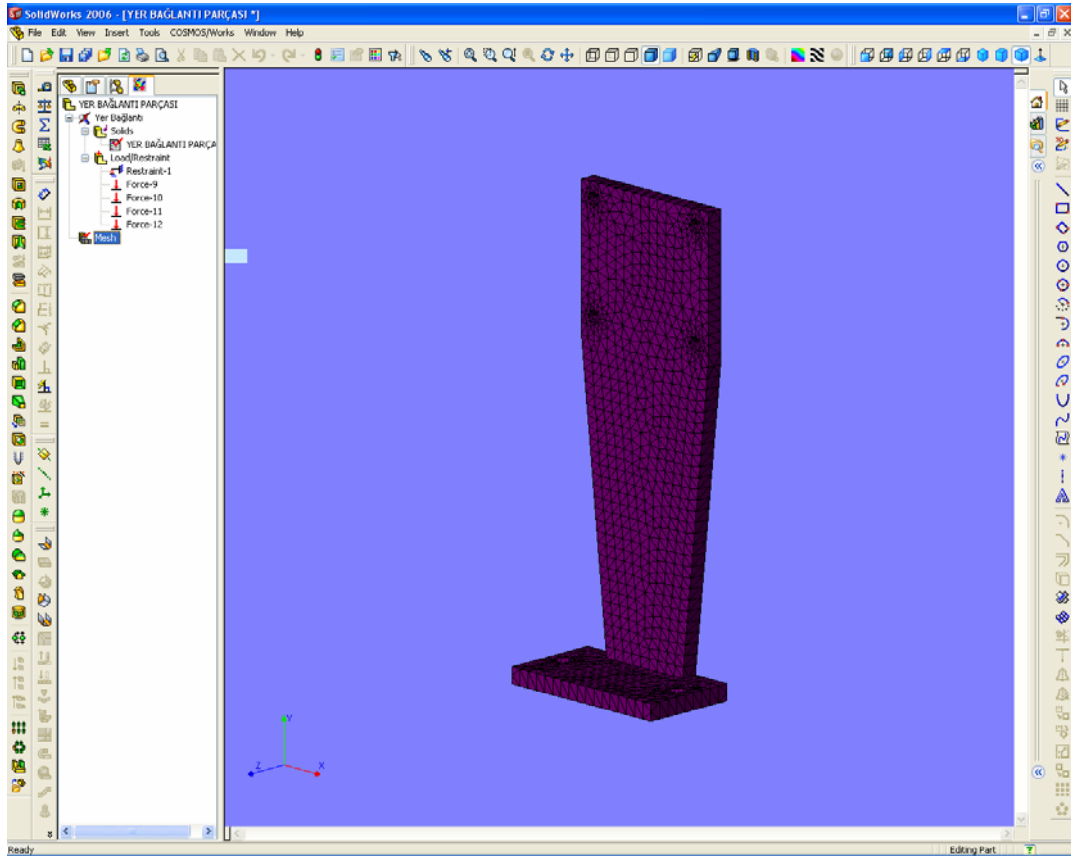 SolidWorks 2006 - [YER BAĞLANTI PARÇASI *]
File Edit View Insert Tools COSMOS/Works Window Help
YER BAĞLANTI PARÇASI
Yer Bağlantı
Solids
YER BAĞLANTI PARÇA
Load/Restraint
Restraint-1
Force-9
Force-10
Force-11
Force-12
Mesh
Y
Z X
Ready Editing Part